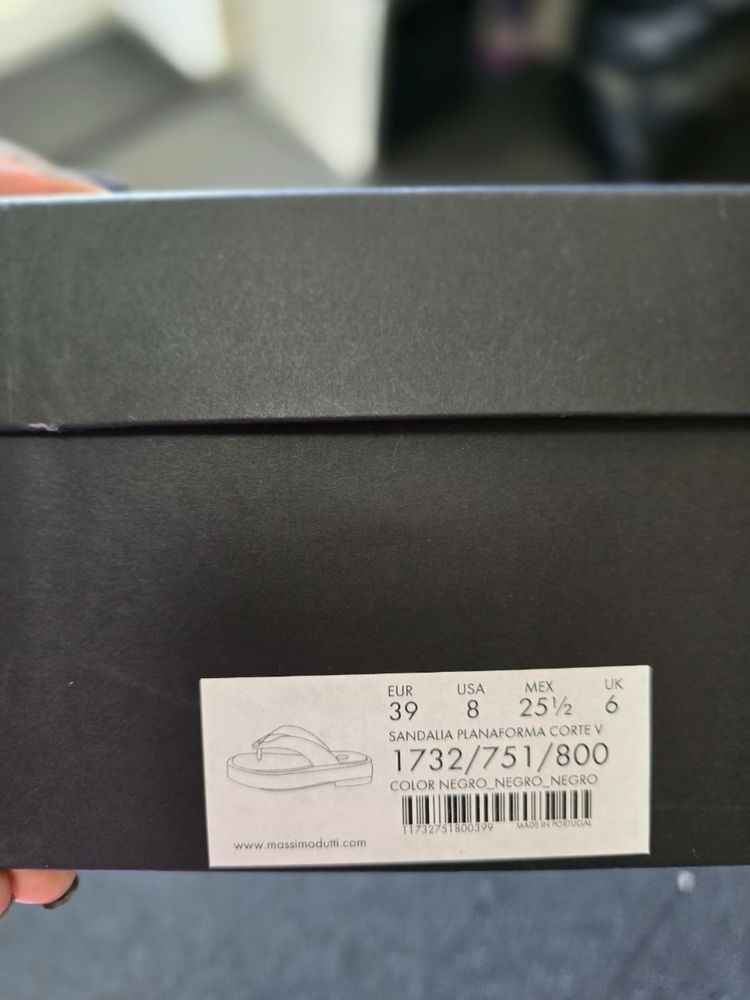 EUR USA MEX UK
39 8 25½ 6
SANDALIA PLANAFORMA CORTE V
1732/751/800
COLOR NEGRO_NEGRO_NEGRO
11732751800399 MADE IN PORTUGAL
www.massimodutti.com